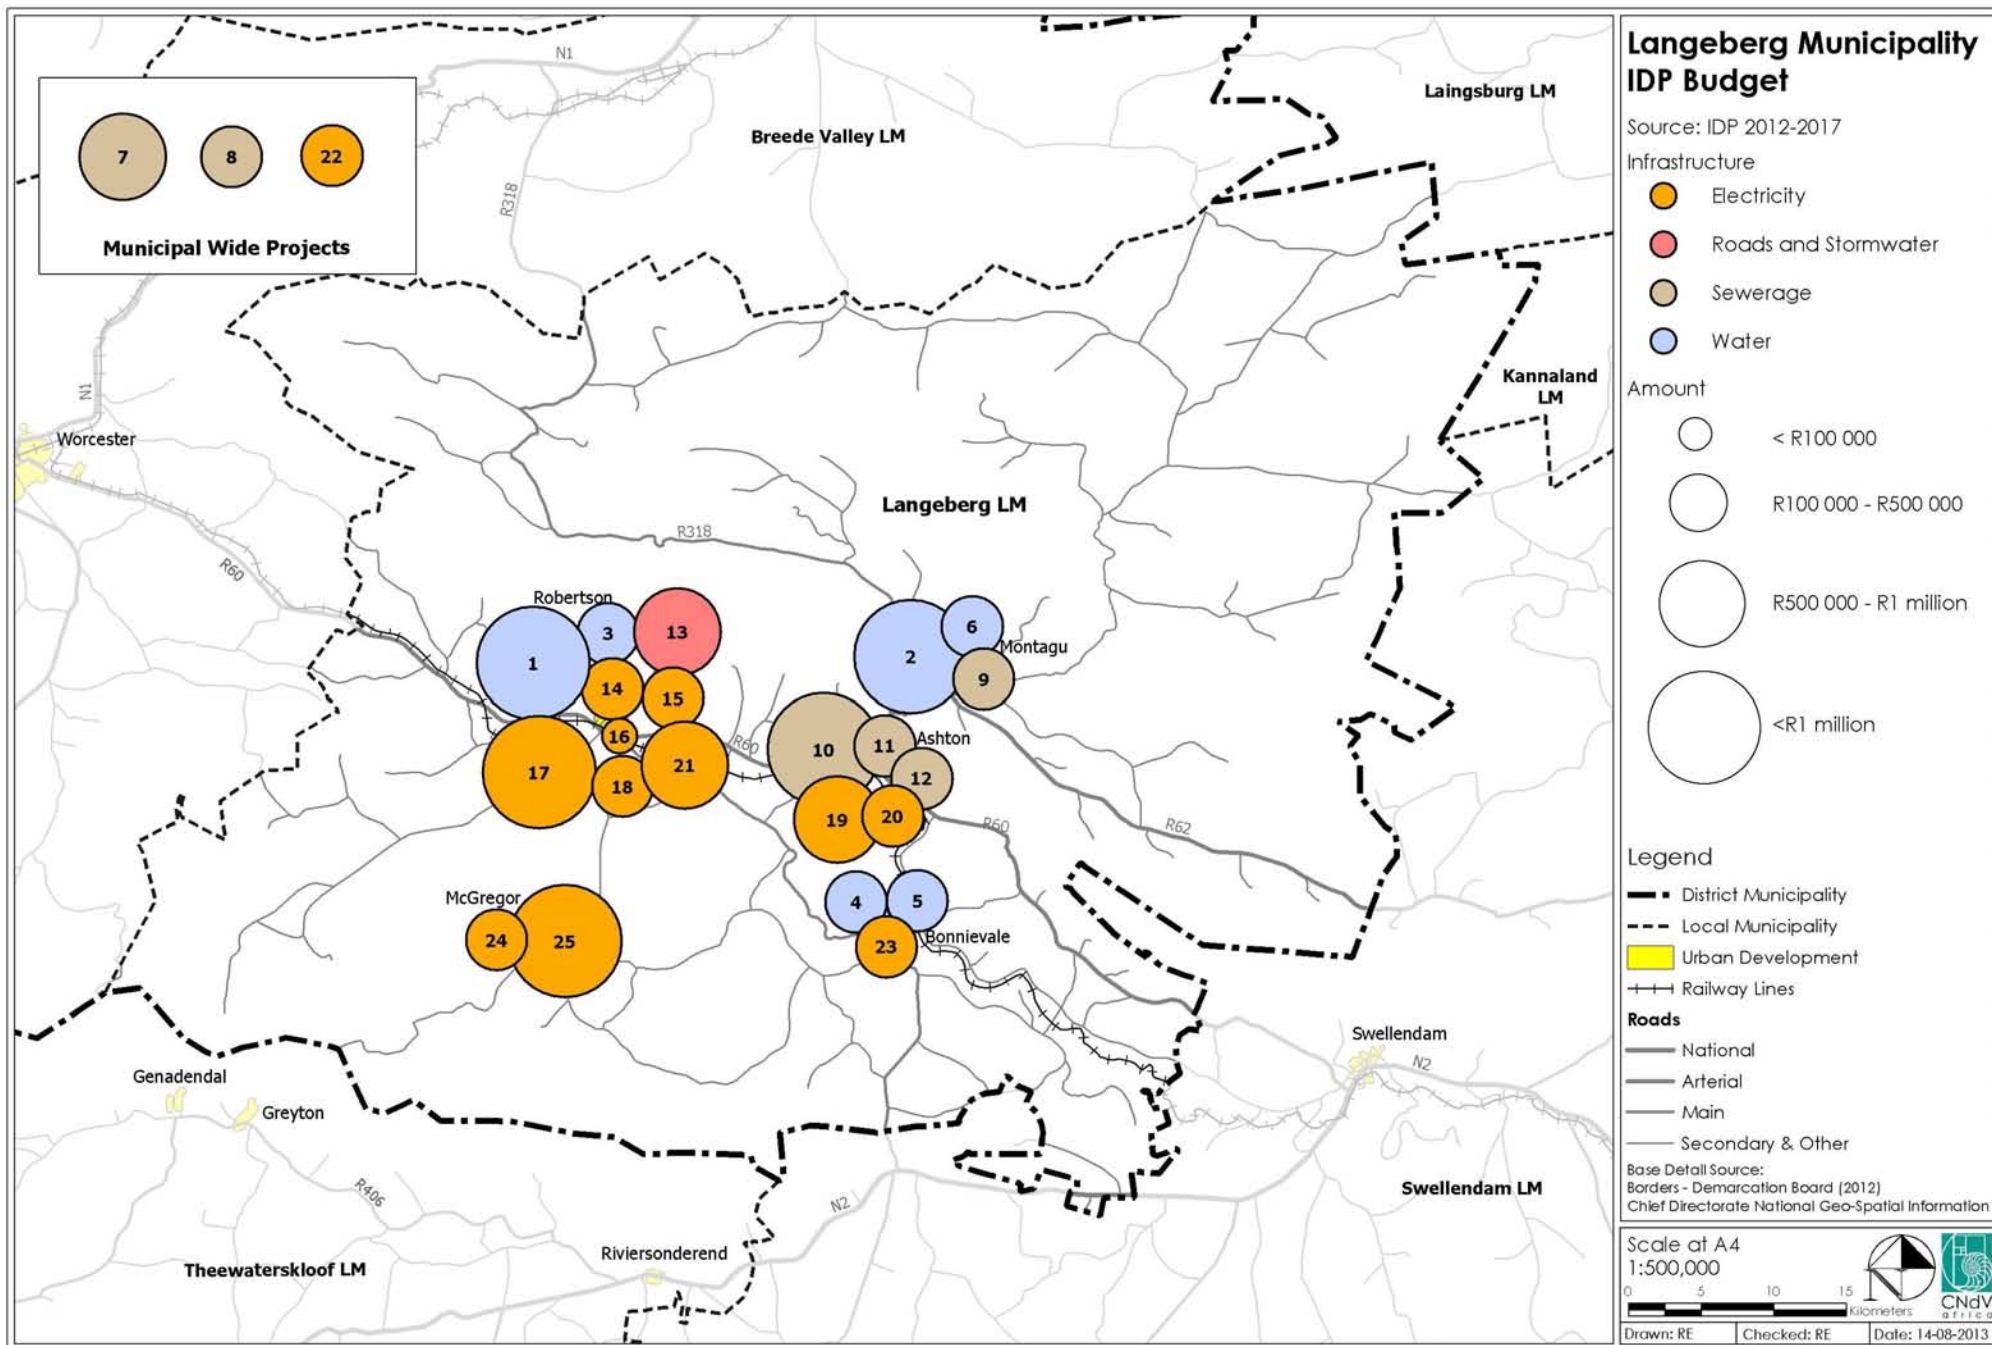 N1
Laingsburg LM
Breede Valley LM
7
8
22
Municipal Wide Projects
R318
N1
Kannaland
LM
Worcester
Langeberg LM
R318
R60
Robertson
3
13
6
1
2
Montagu
14
15
9
16
R60
10
11
Ashton
17
18
21
12
19
20
R60
R62
McGregor
4
5
24
25
23
Bonnievale
Swellendam
N2
Genadendal
Greyton
R406
N2
Swellendam LM
Riviersonderend
Theewaterskloof LM
Langeberg Municipality
IDP Budget
Source: IDP 2012-2017
Infrastructure
Electricity
Roads and Stormwater
Sewerage
Water
Amount
< R100 000
R100 000 - R500 000
R500 000 - R1 million
<R1 million
Legend
District Municipality
Local Municipality
Urban Development
Railway Lines
Roads
National
Arterial
Main
Secondary & Other
Base Detail Source:
Borders - Demarcation Board (2012)
Chief Directorate National Geo-Spatial Information
Scale at A4
1:500,000
0 5 10 15
Kilometers
N
CNdV
africa
Drawn: RE
Checked: RE
Date: 14-08-2013